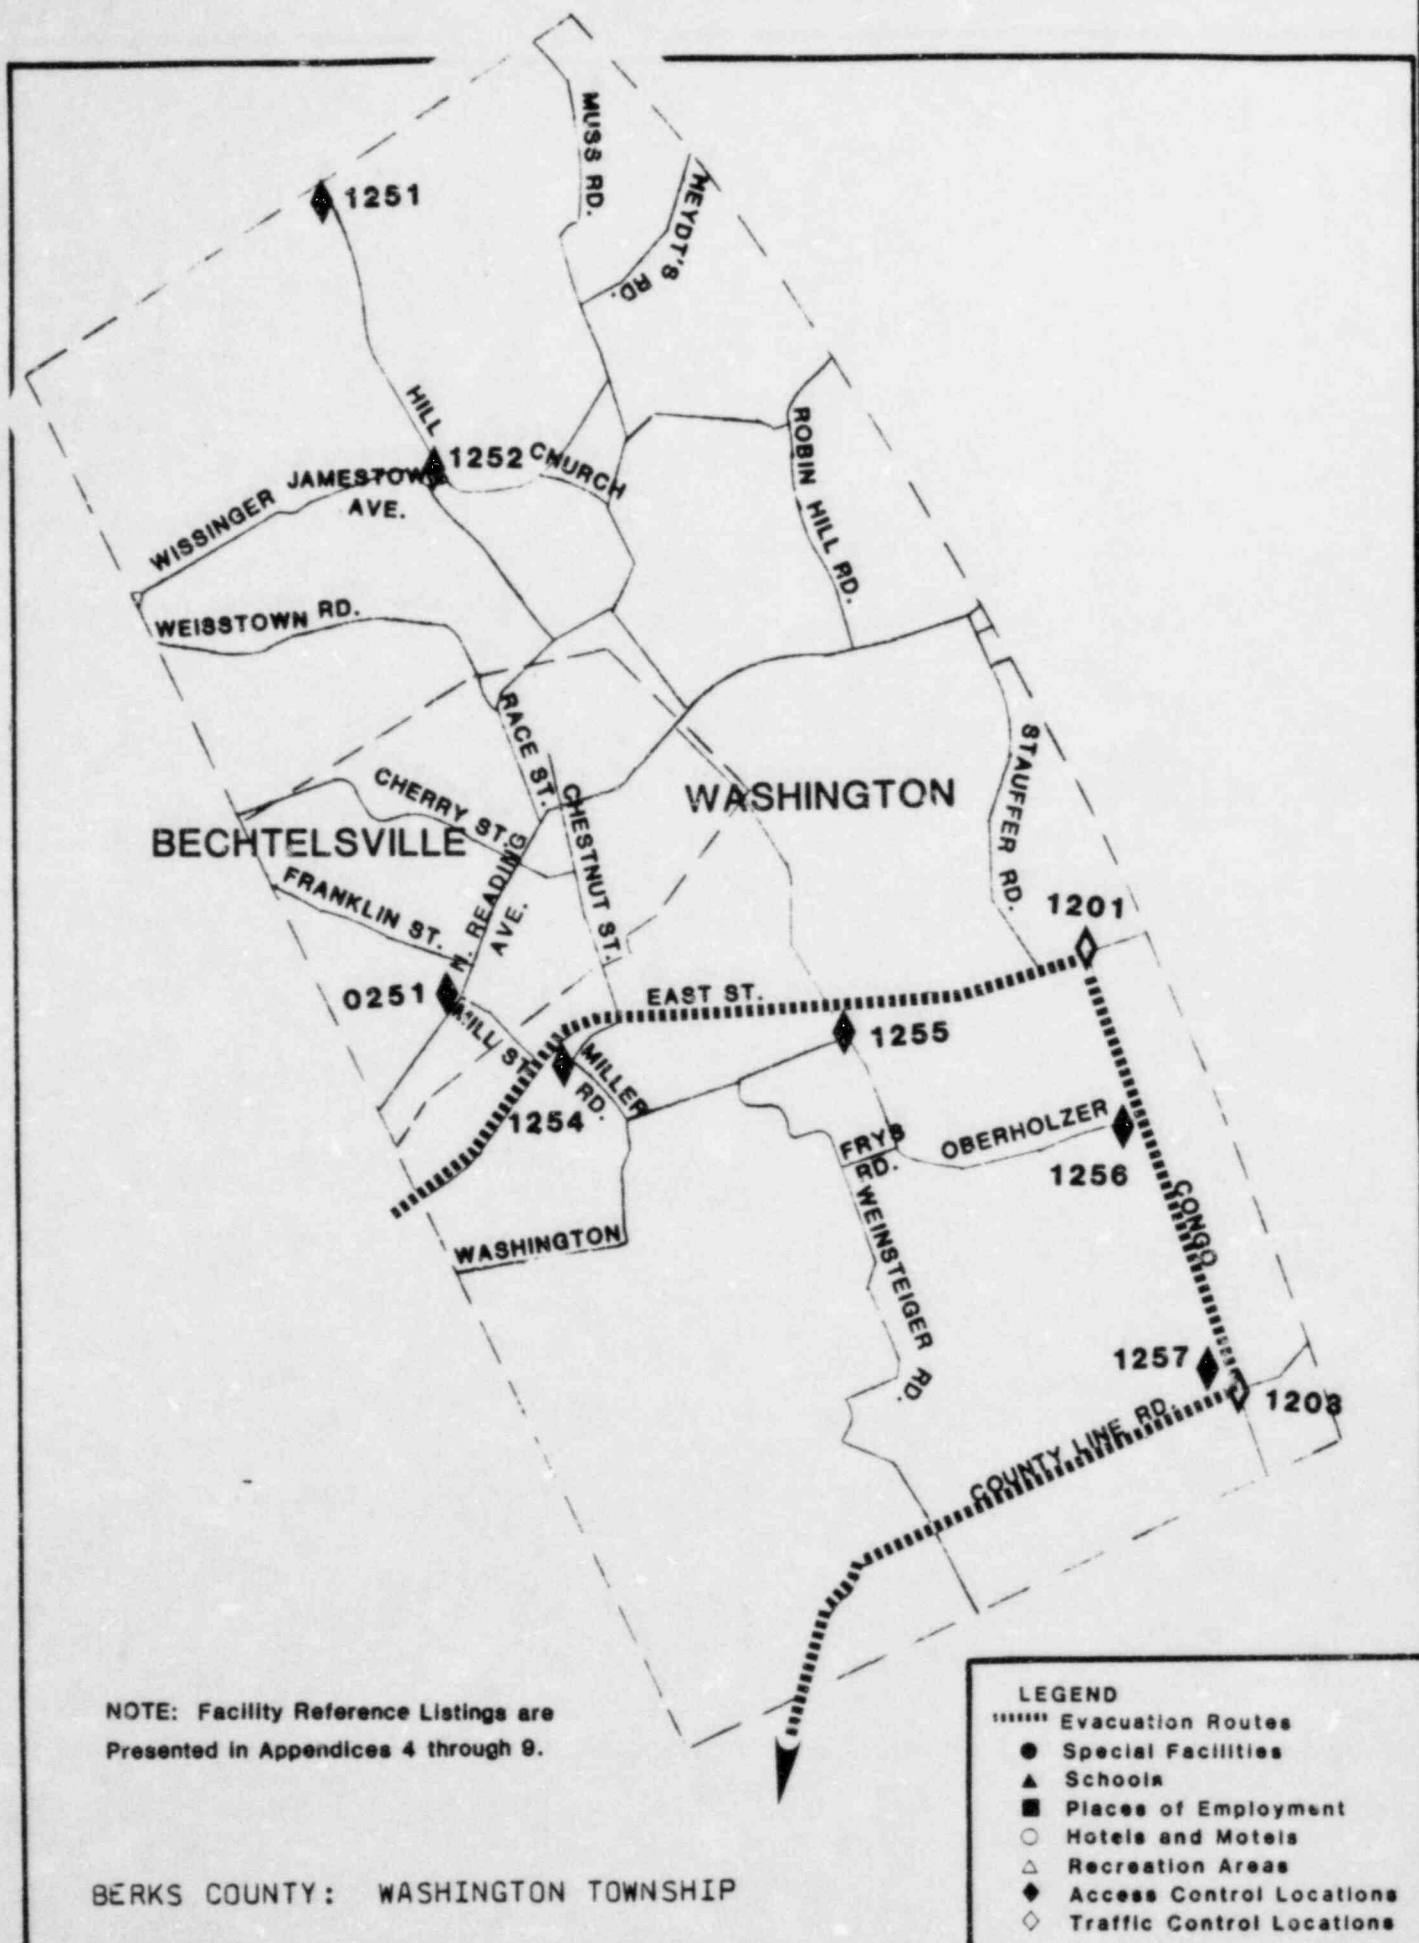 MUSS RD.
1251
HEYDT'S
RD.
HILL
1252
CHURCH
ROBIN HILL RD.
WISSINGER
JAMESTOWN
AVE.
WEISSTOWN RD.
RACE ST.
STAUFFER RD.
CHERRY ST.
CHESTNUT ST.
WASHINGTON
BECHTELSVILLE
N. READING
AVE.
FRANKLIN ST.
1201
0251
MILL ST.
EAST ST.
1255
MILLER
RD.
1254
FRYS
RD.
OBERHOLZER
1256
WEINSTEIGER RD.
CONGO
WASHINGTON
1257
1203
COUNTY LINE RD.
NOTE: Facility Reference Listings are
Presented in Appendices 4 through 9.
BERKS COUNTY: WASHINGTON TOWNSHIP
LEGEND
Evacuation Routes
Special Facilities
Schools
Places of Employment
Hotels and Motels
Recreation Areas
Access Control Locations
Traffic Control Locations